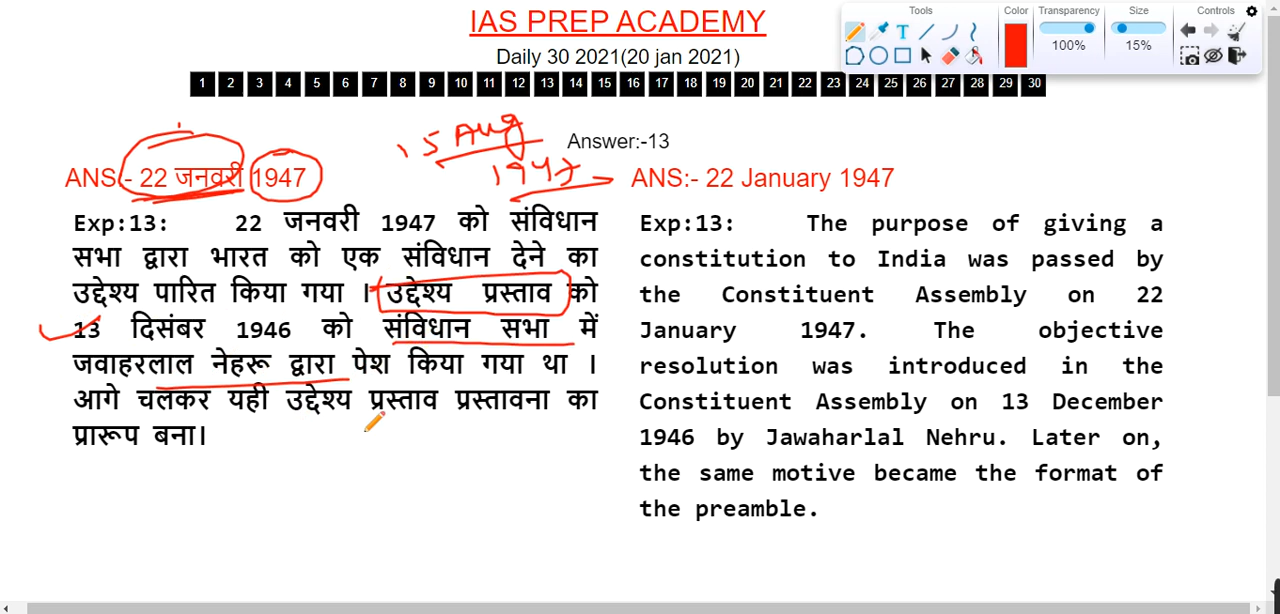 IAS PREP ACADEMY
Daily 30 2021(20 jan 2021)
Tools
Color
Transparency
Size
Controls
100%
15%
1 2 3 4 5 6 7 8 9 10 11 12 13 14 15 16 17 18 19 20 21 22 23 24 25 26 27 28 29 30
Answer:-13
15 Aug
1947
ANS:- 22 जनवरी 1947
Exp:13: 22 जनवरी 1947 को संविधान
सभा द्वारा भारत को एक संविधान देने का
उद्देश्य पारित किया गया । उद्देश्य प्रस्ताव को
13 दिसंबर 1946 को संविधान सभा में
जवाहरलाल नेहरू द्वारा पेश किया गया था ।
आगे चलकर यही उद्देश्य प्रस्ताव प्रस्तावना का
प्रारूप बना।
ANS:- 22 January 1947
Exp:13: The purpose of giving a
constitution to India was passed by
the Constituent Assembly on 22
January 1947. The objective
resolution was introduced in the
Constituent Assembly on 13 December
1946 by Jawaharlal Nehru. Later on,
the same motive became the format of
the preamble.